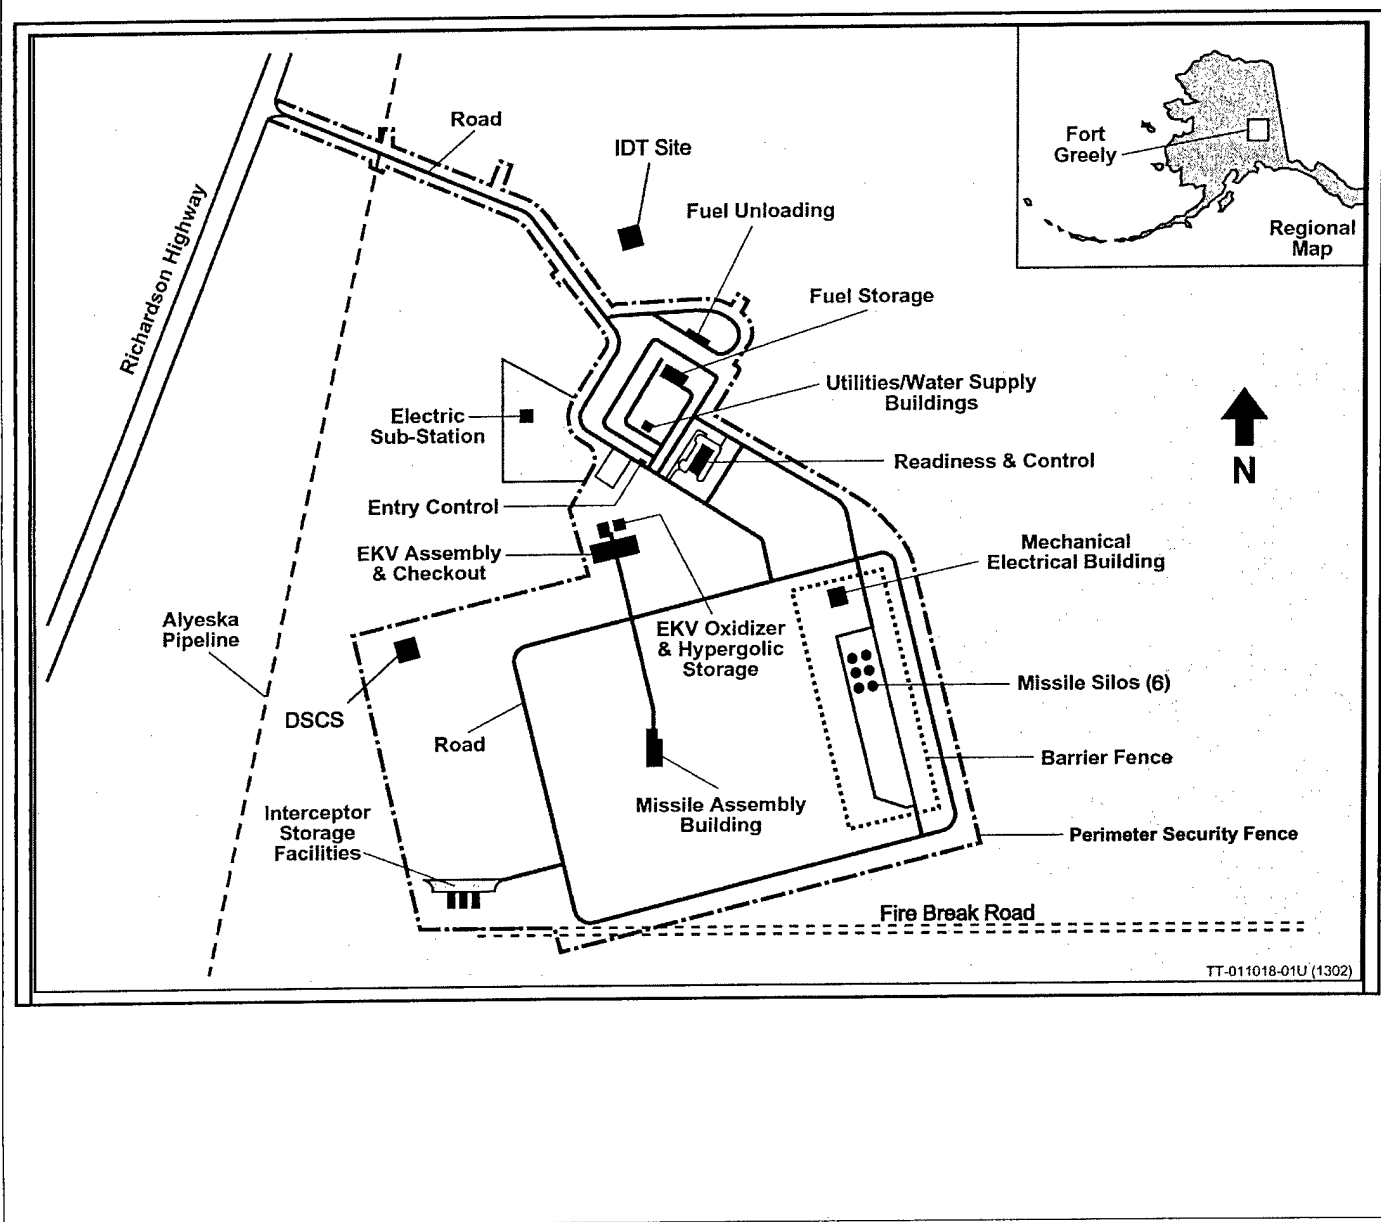 Road
IDT Site
Fuel Unloading
Fort
Greely
Regional
Map
Richardson Highway
Fuel Storage
Utilities/Water Supply
Buildings
Electric
Sub-Station
N
Readiness & Control
Entry Control
EKV Assembly
& Checkout
Mechanical
Electrical Building
Alyeska
Pipeline
EKV Oxidizer
& Hypergolic
Storage
Missile Silos (6)
DSCS
Road
Barrier Fence
Missile Assembly
Building
Interceptor
Storage
Facilities
Perimeter Security Fence
Fire Break Road
TT-011018-01U (1302)